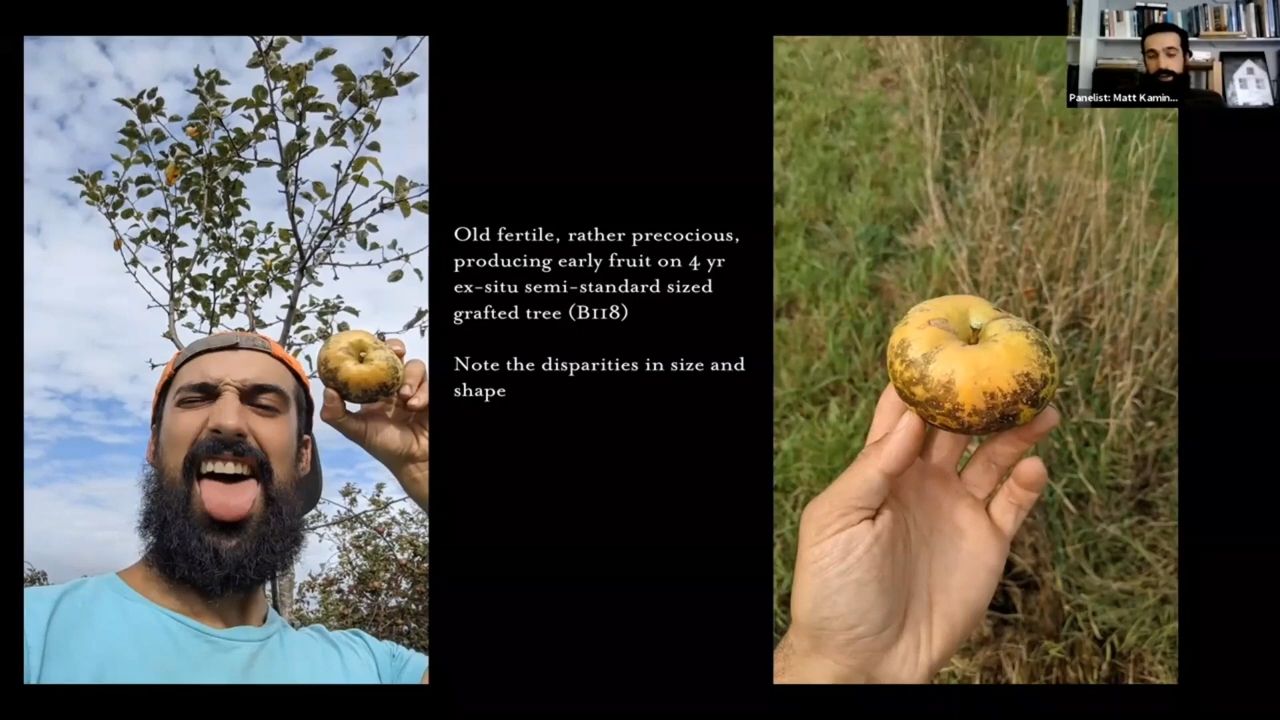 Panelist: Matt Kamin...
Old fertile, rather precocious,
producing early fruit on 4 yr
ex-situ semi-standard sized
grafted tree (B118)
Note the disparities in size and
shape